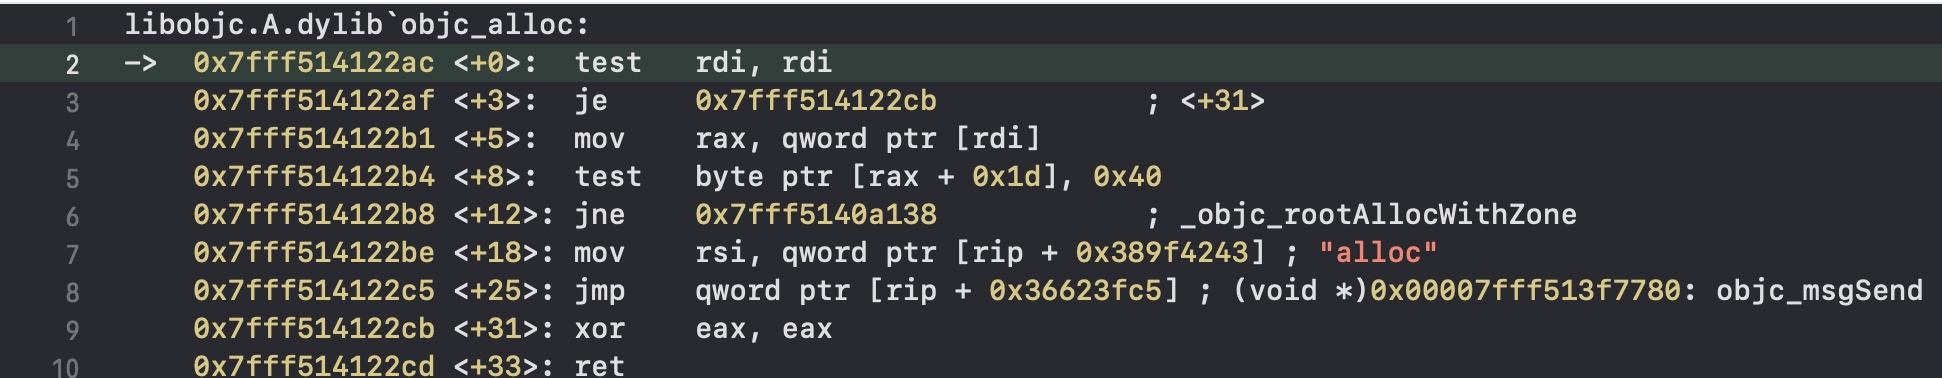 1 libobjc.A.dylib`objc_alloc:
2 -> 0x7fff514122ac <+0>: test rdi, rdi
3 0x7fff514122af <+3>: je 0x7fff514122cb ; <+31>
4 0x7fff514122b1 <+5>: mov rax, qword ptr [rdi]
5 0x7fff514122b4 <+8>: test byte ptr [rax + 0x1d], 0x40
6 0x7fff514122b8 <+12>: jne 0x7fff5140a138 ; _objc_rootAllocWithZone
7 0x7fff514122be <+18>: mov rsi, qword ptr [rip + 0x389f4243] ; "alloc"
8 0x7fff514122c5 <+25>: jmp qword ptr [rip + 0x36623fc5] ; (void *)0x00007fff513f7780: objc_msgSend
9 0x7fff514122cb <+31>: xor eax, eax
10 0x7fff514122cd <+33>: ret